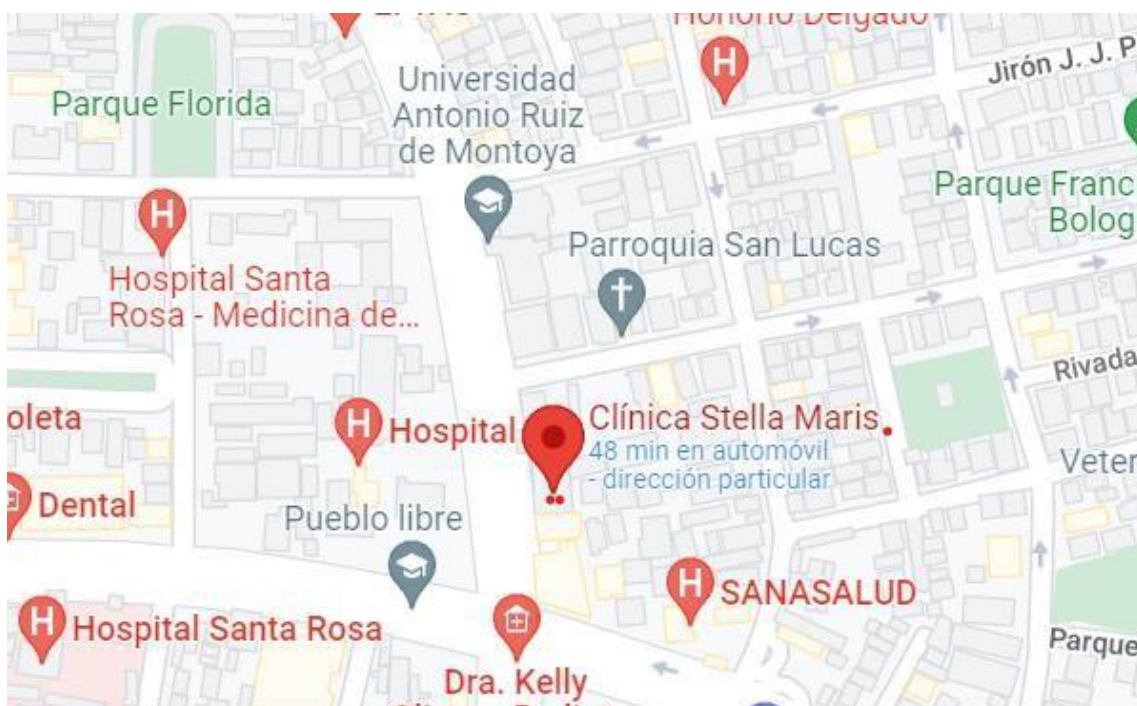 Honorio Delgado
Jirón J. J. P
Universidad
Antonio Ruiz
de Montoya
Parque Florida
Parque Franc
Bolog
Parroquia San Lucas
Hospital Santa
Rosa - Medicina de...
Rivada
oleta
Hospital
Clínica Stella Maris
48 min en automóvil
- dirección particular
Veter
Dental
Pueblo libre
SANASALUD
Hospital Santa Rosa
Parque
Dra. Kelly